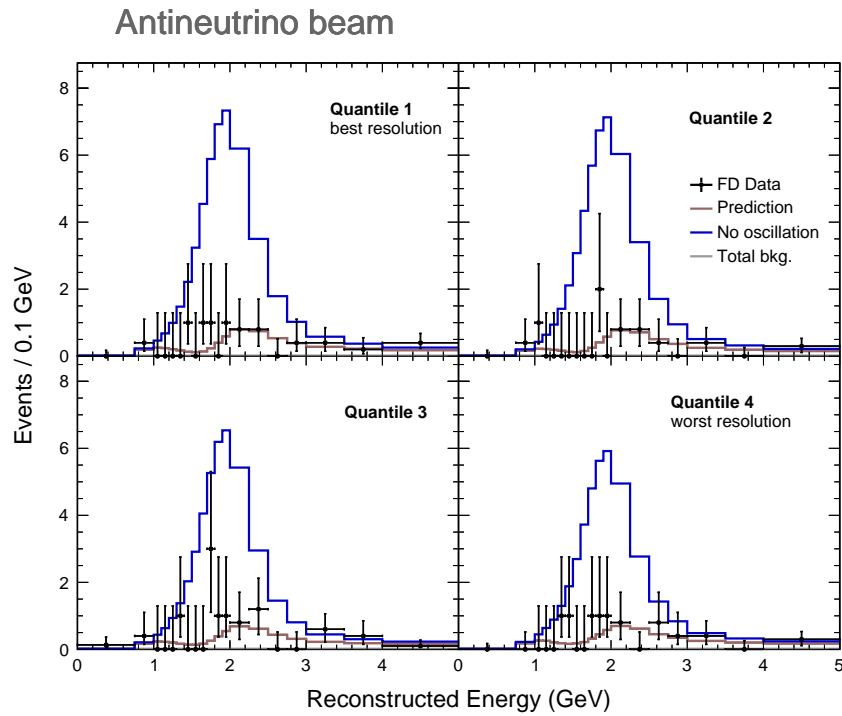 Antineutrino beam
Events / 0.1 GeV
8
6
4
2
0
Quantile 1
best resolution
Quantile 2
FD Data
Prediction
No oscillation
Total bkg.
8
6
4
2
0
Quantile 3
Quantile 4
worst resolution
0 1 2 3 4 0 1 2 3 4 5
Reconstructed Energy (GeV)